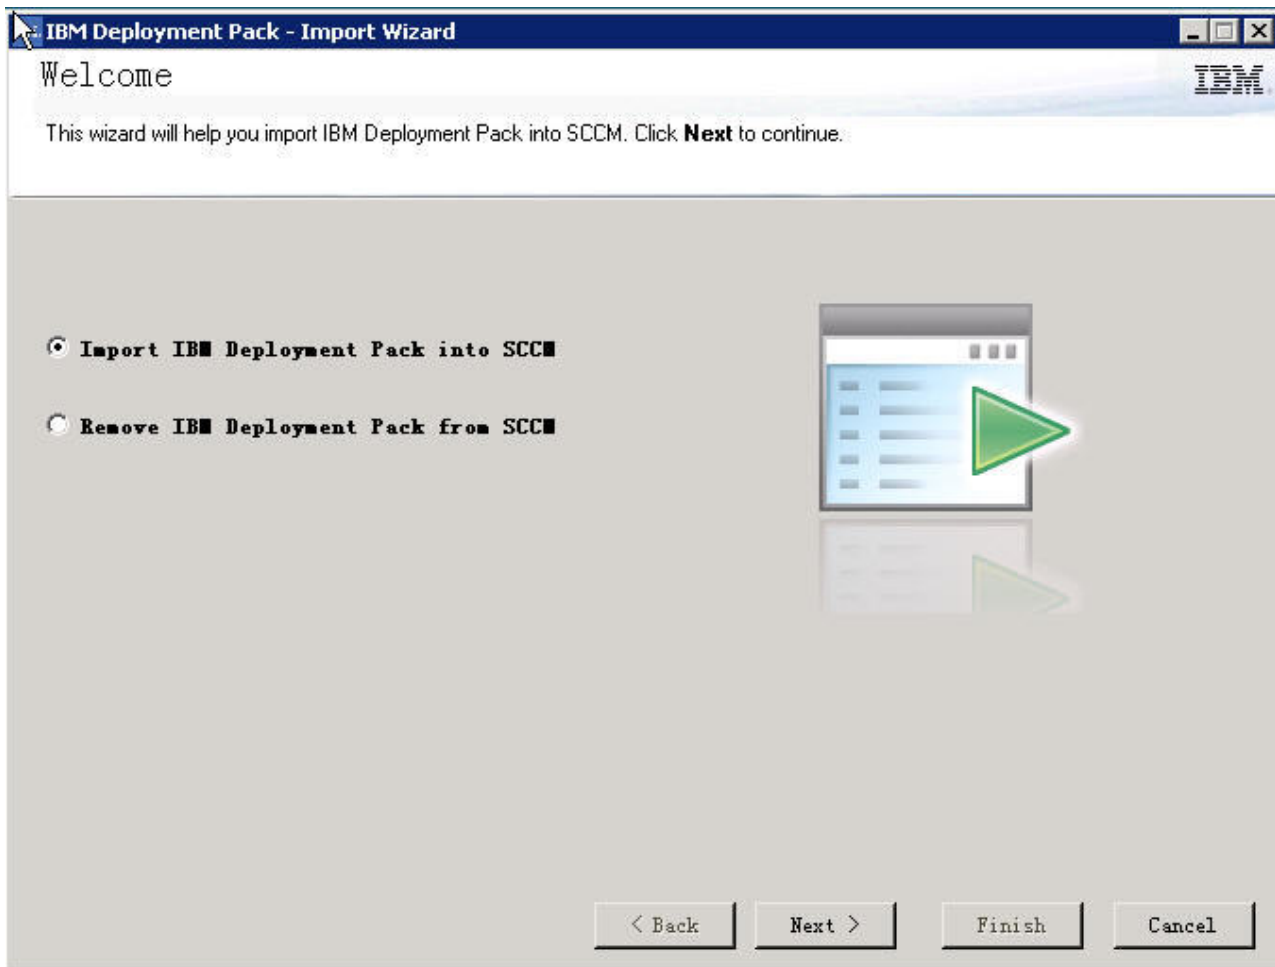 IBM Deployment Pack - Import Wizard
Welcome
IBM
This wizard will help you import IBM Deployment Pack into SCCM. Click Next to continue.
Import IBM Deployment Pack into SCCM
Remove IBM Deployment Pack from SCCM
< Back Next > Finish Cancel